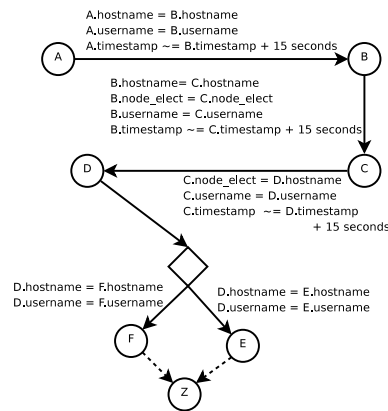 A.hostname = B.hostname
A.username = B.username
A.timestamp ~= B.timestamp + 15 seconds
A
B
B.hostname= C.hostname
B.node_elect = C.node_elect
B.username = C.username
B.timestamp ~= C.timestamp + 15 seconds
D
C
C.node_elect = D.hostname
C.username = D.username
C.timestamp ~= D.timestamp
+ 15 seconds
D.hostname = F.hostname
D.username = F.username
D.hostname = E.hostname
D.username = E.username
F
E
Z